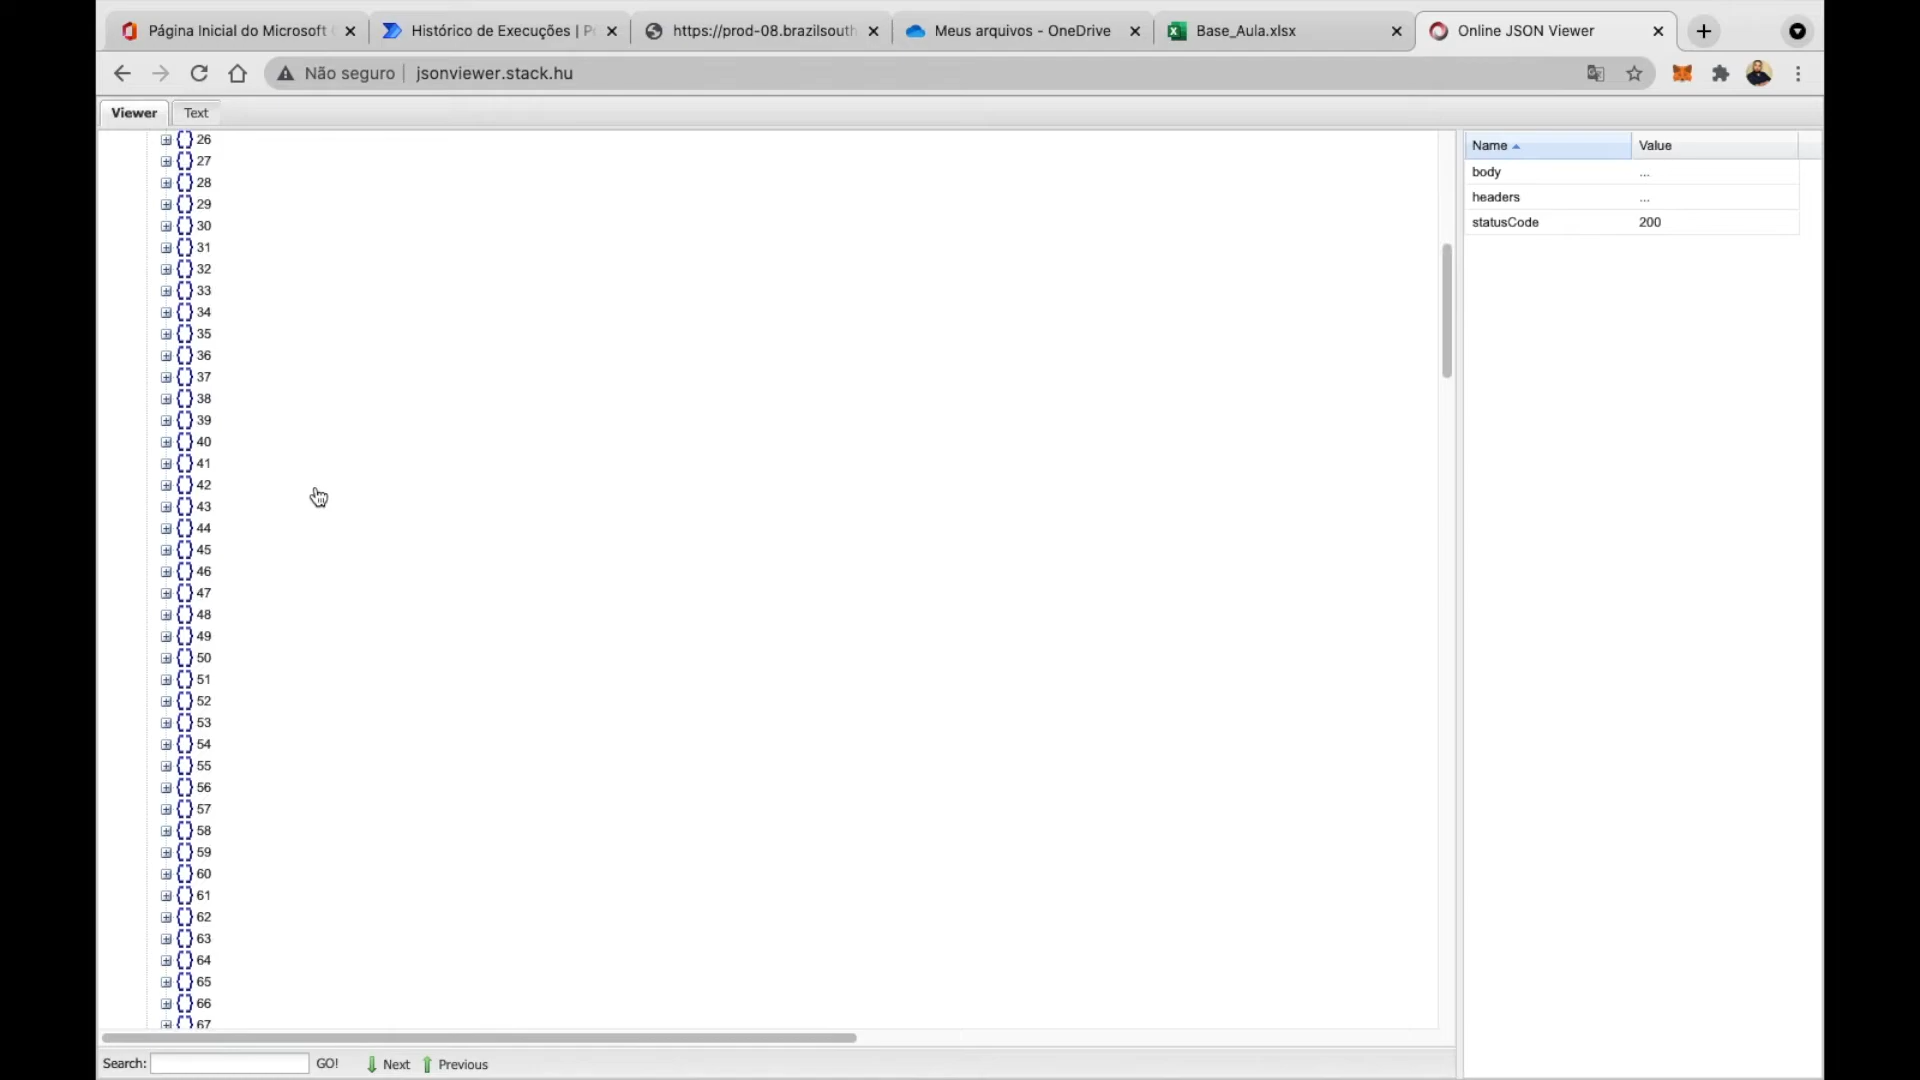 Página Inicial do Microsoft
Histórico de Execuções | P
https://prod-08.brazilsouth
Meus arquivos - OneDrive
Base_Aula.xlsx
Online JSON Viewer
Não seguro
jsonviewer.stack.hu
Viewer
Text
{} 26
{} 27
{} 28
{} 29
{} 30
{} 31
{} 32
{} 33
{} 34
{} 35
{} 36
{} 37
{} 38
{} 39
{} 40
{} 41
{} 42
{} 43
{} 44
{} 45
{} 46
{} 47
{} 48
{} 49
{} 50
{} 51
{} 52
{} 53
{} 54
{} 55
{} 56
{} 57
{} 58
{} 59
{} 60
{} 61
{} 62
{} 63
{} 64
{} 65
{} 66
{} 67
Name Value
body ...
headers ...
statusCode 200
Search: GO! Next Previous